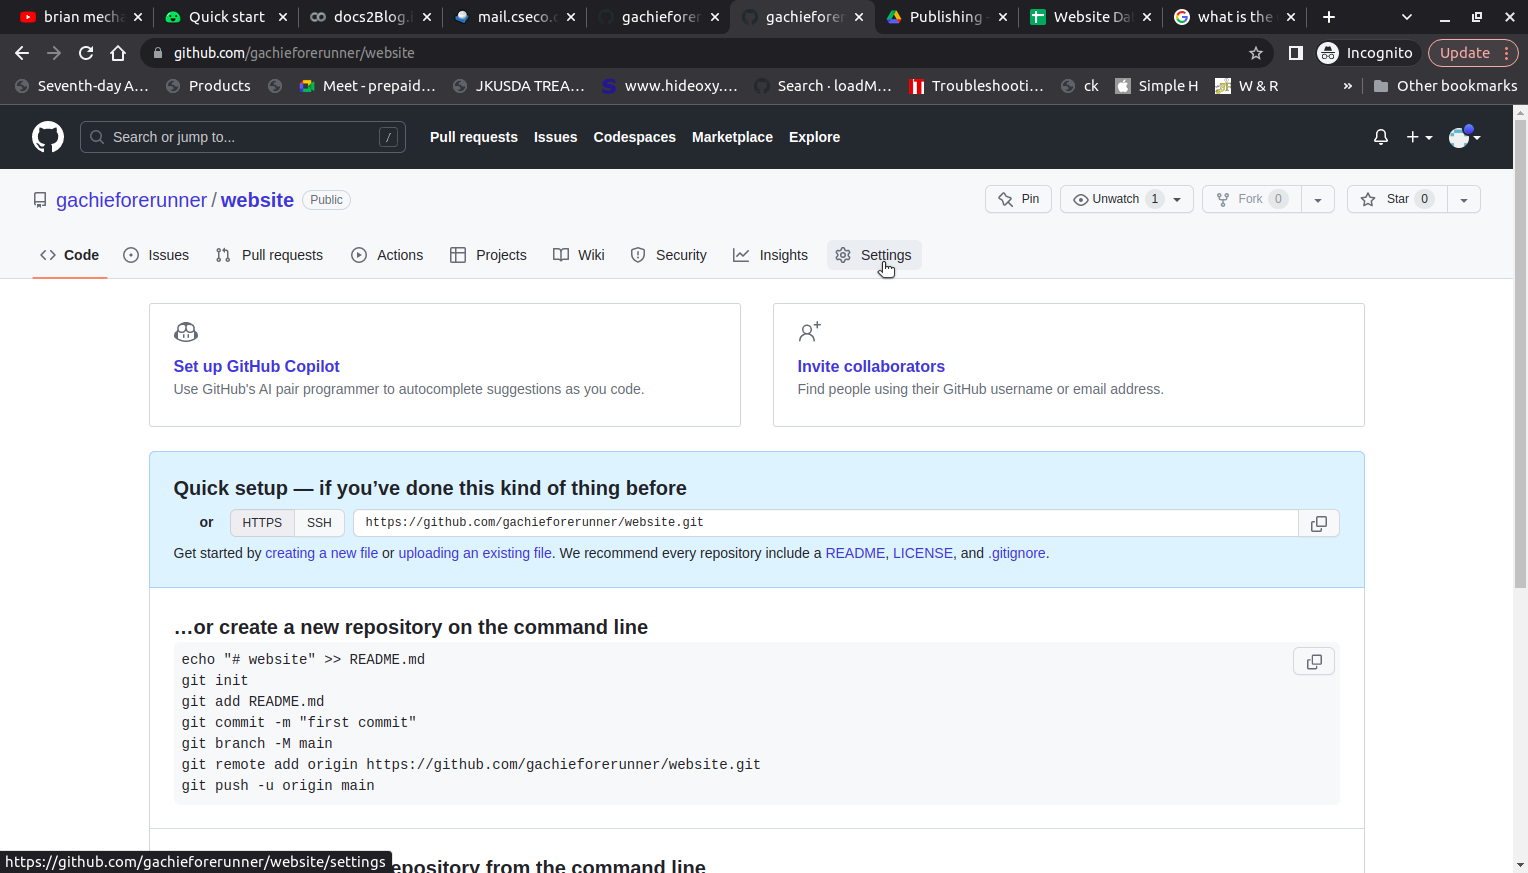 brian mecha
Quick start
docs2Blog.i
mail.cseco.c
gachieforer
gachieforer
Publishing -
Website Da
what is the
github.com/gachieforerunner/website
Incognito
Update
Seventh-day A...
Products
Meet - prepaid...
JKUSDA TREA...
www.hideoxy....
Search · loadM...
Troubleshooti...
ck
Simple H
W & R
»
Other bookmarks
Search or jump to...
/
Pull requests
Issues
Codespaces
Marketplace
Explore
gachieforerunner / website
Public
Pin
Unwatch 1
Fork 0
Star 0
Code
Issues
Pull requests
Actions
Projects
Wiki
Security
Insights
Settings
Set up GitHub Copilot
Use GitHub's AI pair programmer to autocomplete suggestions as you code.
Invite collaborators
Find people using their GitHub username or email address.
Quick setup — if you’ve done this kind of thing before
or
HTTPS
SSH
https://github.com/gachieforerunner/website.git
Get started by creating a new file or uploading an existing file. We recommend every repository include a README, LICENSE, and .gitignore.
…or create a new repository on the command line
echo "# website" >> README.md
git init
git add README.md
git commit -m "first commit"
git branch -M main
git remote add origin https://github.com/gachieforerunner/website.git
git push -u origin main
https://github.com/gachieforerunner/website/settings
epository from the command line